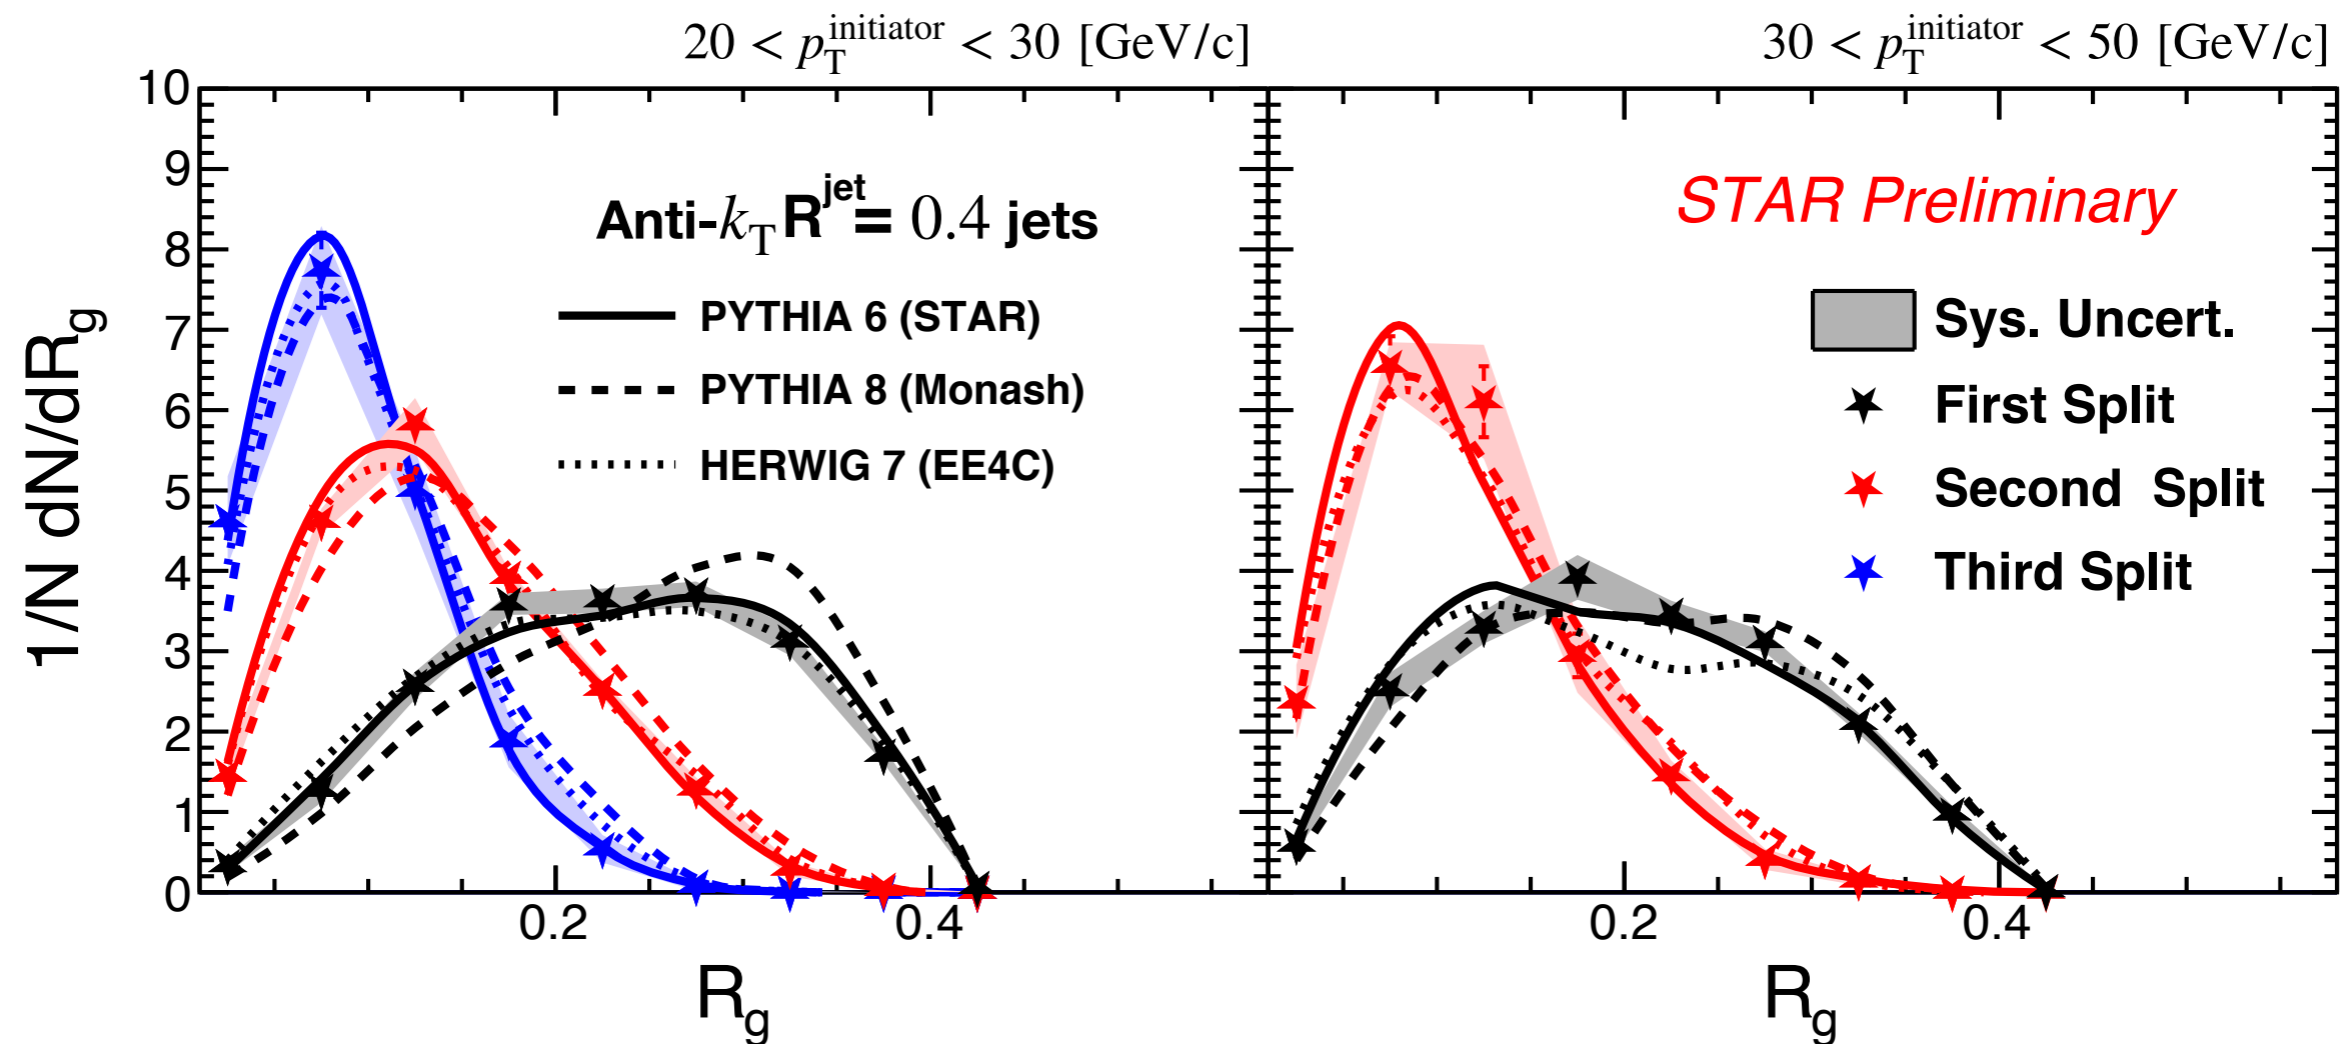 20 < p_T^initiator < 30 [GeV/c]
30 < p_T^initiator < 50 [GeV/c]
1/N dN/dR_g
10
9
8
7
6
5
4
3
2
1
0
Anti-k_T R^jet = 0.4 jets
PYTHIA 6 (STAR)
PYTHIA 8 (Monash)
HERWIG 7 (EE4C)
STAR Preliminary
Sys. Uncert.
First Split
Second Split
Third Split
0.2
0.4
0.2
0.4
R_g
R_g